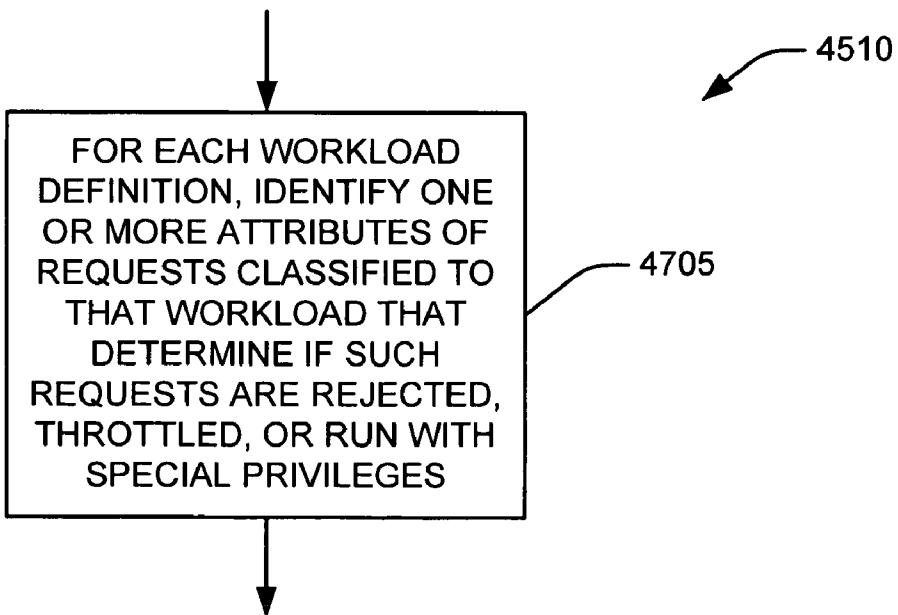 4510
FOR EACH WORKLOAD
DEFINITION, IDENTIFY ONE
OR MORE ATTRIBUTES OF
REQUESTS CLASSIFIED TO
THAT WORKLOAD THAT
DETERMINE IF SUCH
REQUESTS ARE REJECTED,
THROTTLED, OR RUN WITH
SPECIAL PRIVILEGES
4705